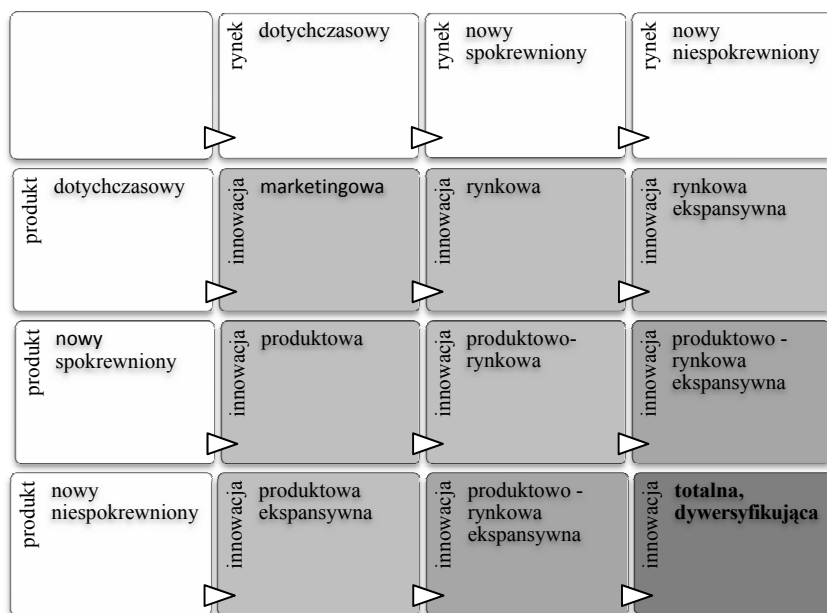 rynek
dotychczasowy
rynek
nowy
spokrewniony
rynek
nowy
niespokrewniony
produkt
dotychczasowy
innowacja
marketingowa
innowacja
rynkowa
innowacja
rynkowa
ekspansywna
produkt
nowy
spokrewniony
innowacja
produktowa
innowacja
produktowo-
rynkowa
innowacja
produktowo -
rynkowa
ekspansywna
produkt
nowy
niespokrewniony
innowacja
produktowa
ekspansywna
innowacja
produktowo -
rynkowa
ekspansywna
innowacja
totalna,
dywersyfikująca